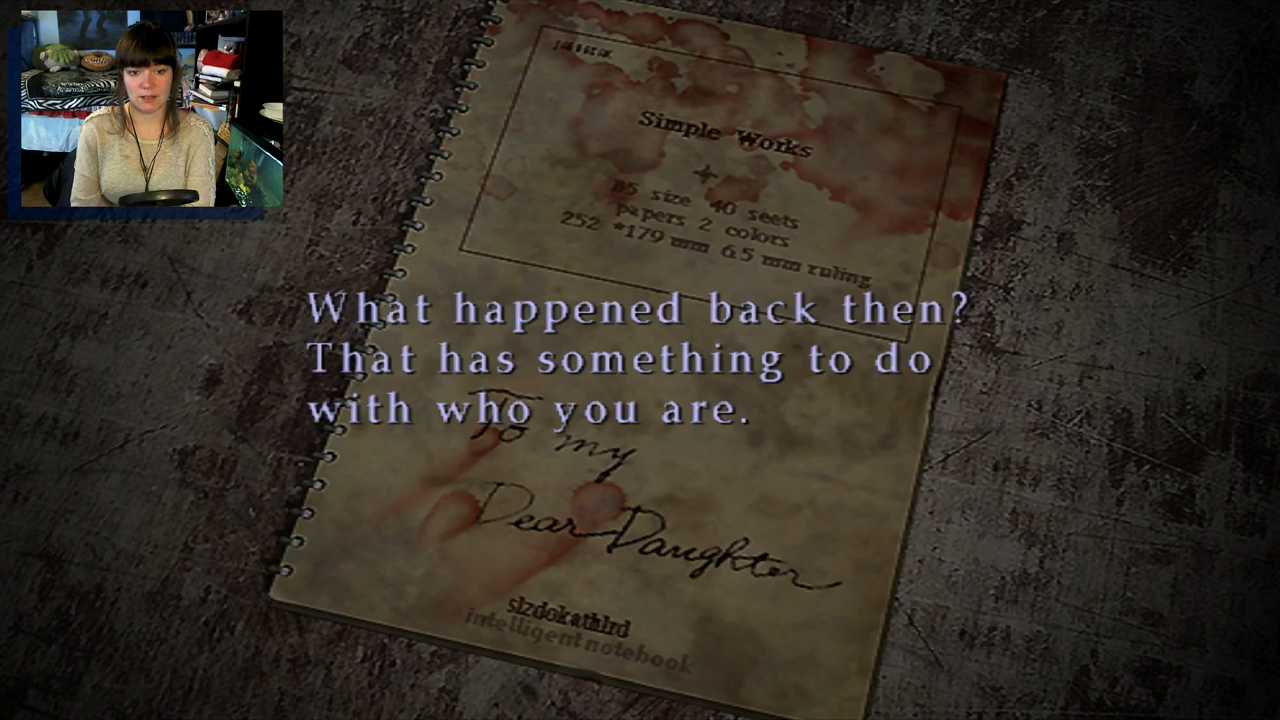 Simple Works
B5 size 40 seets
papers 2 colors
252 *179 mm 6.5 mm ruling
What happened back then?
That has something to do
with who you are.
To my
Dear Daughter
slzdokathlrd
intelligent notebook